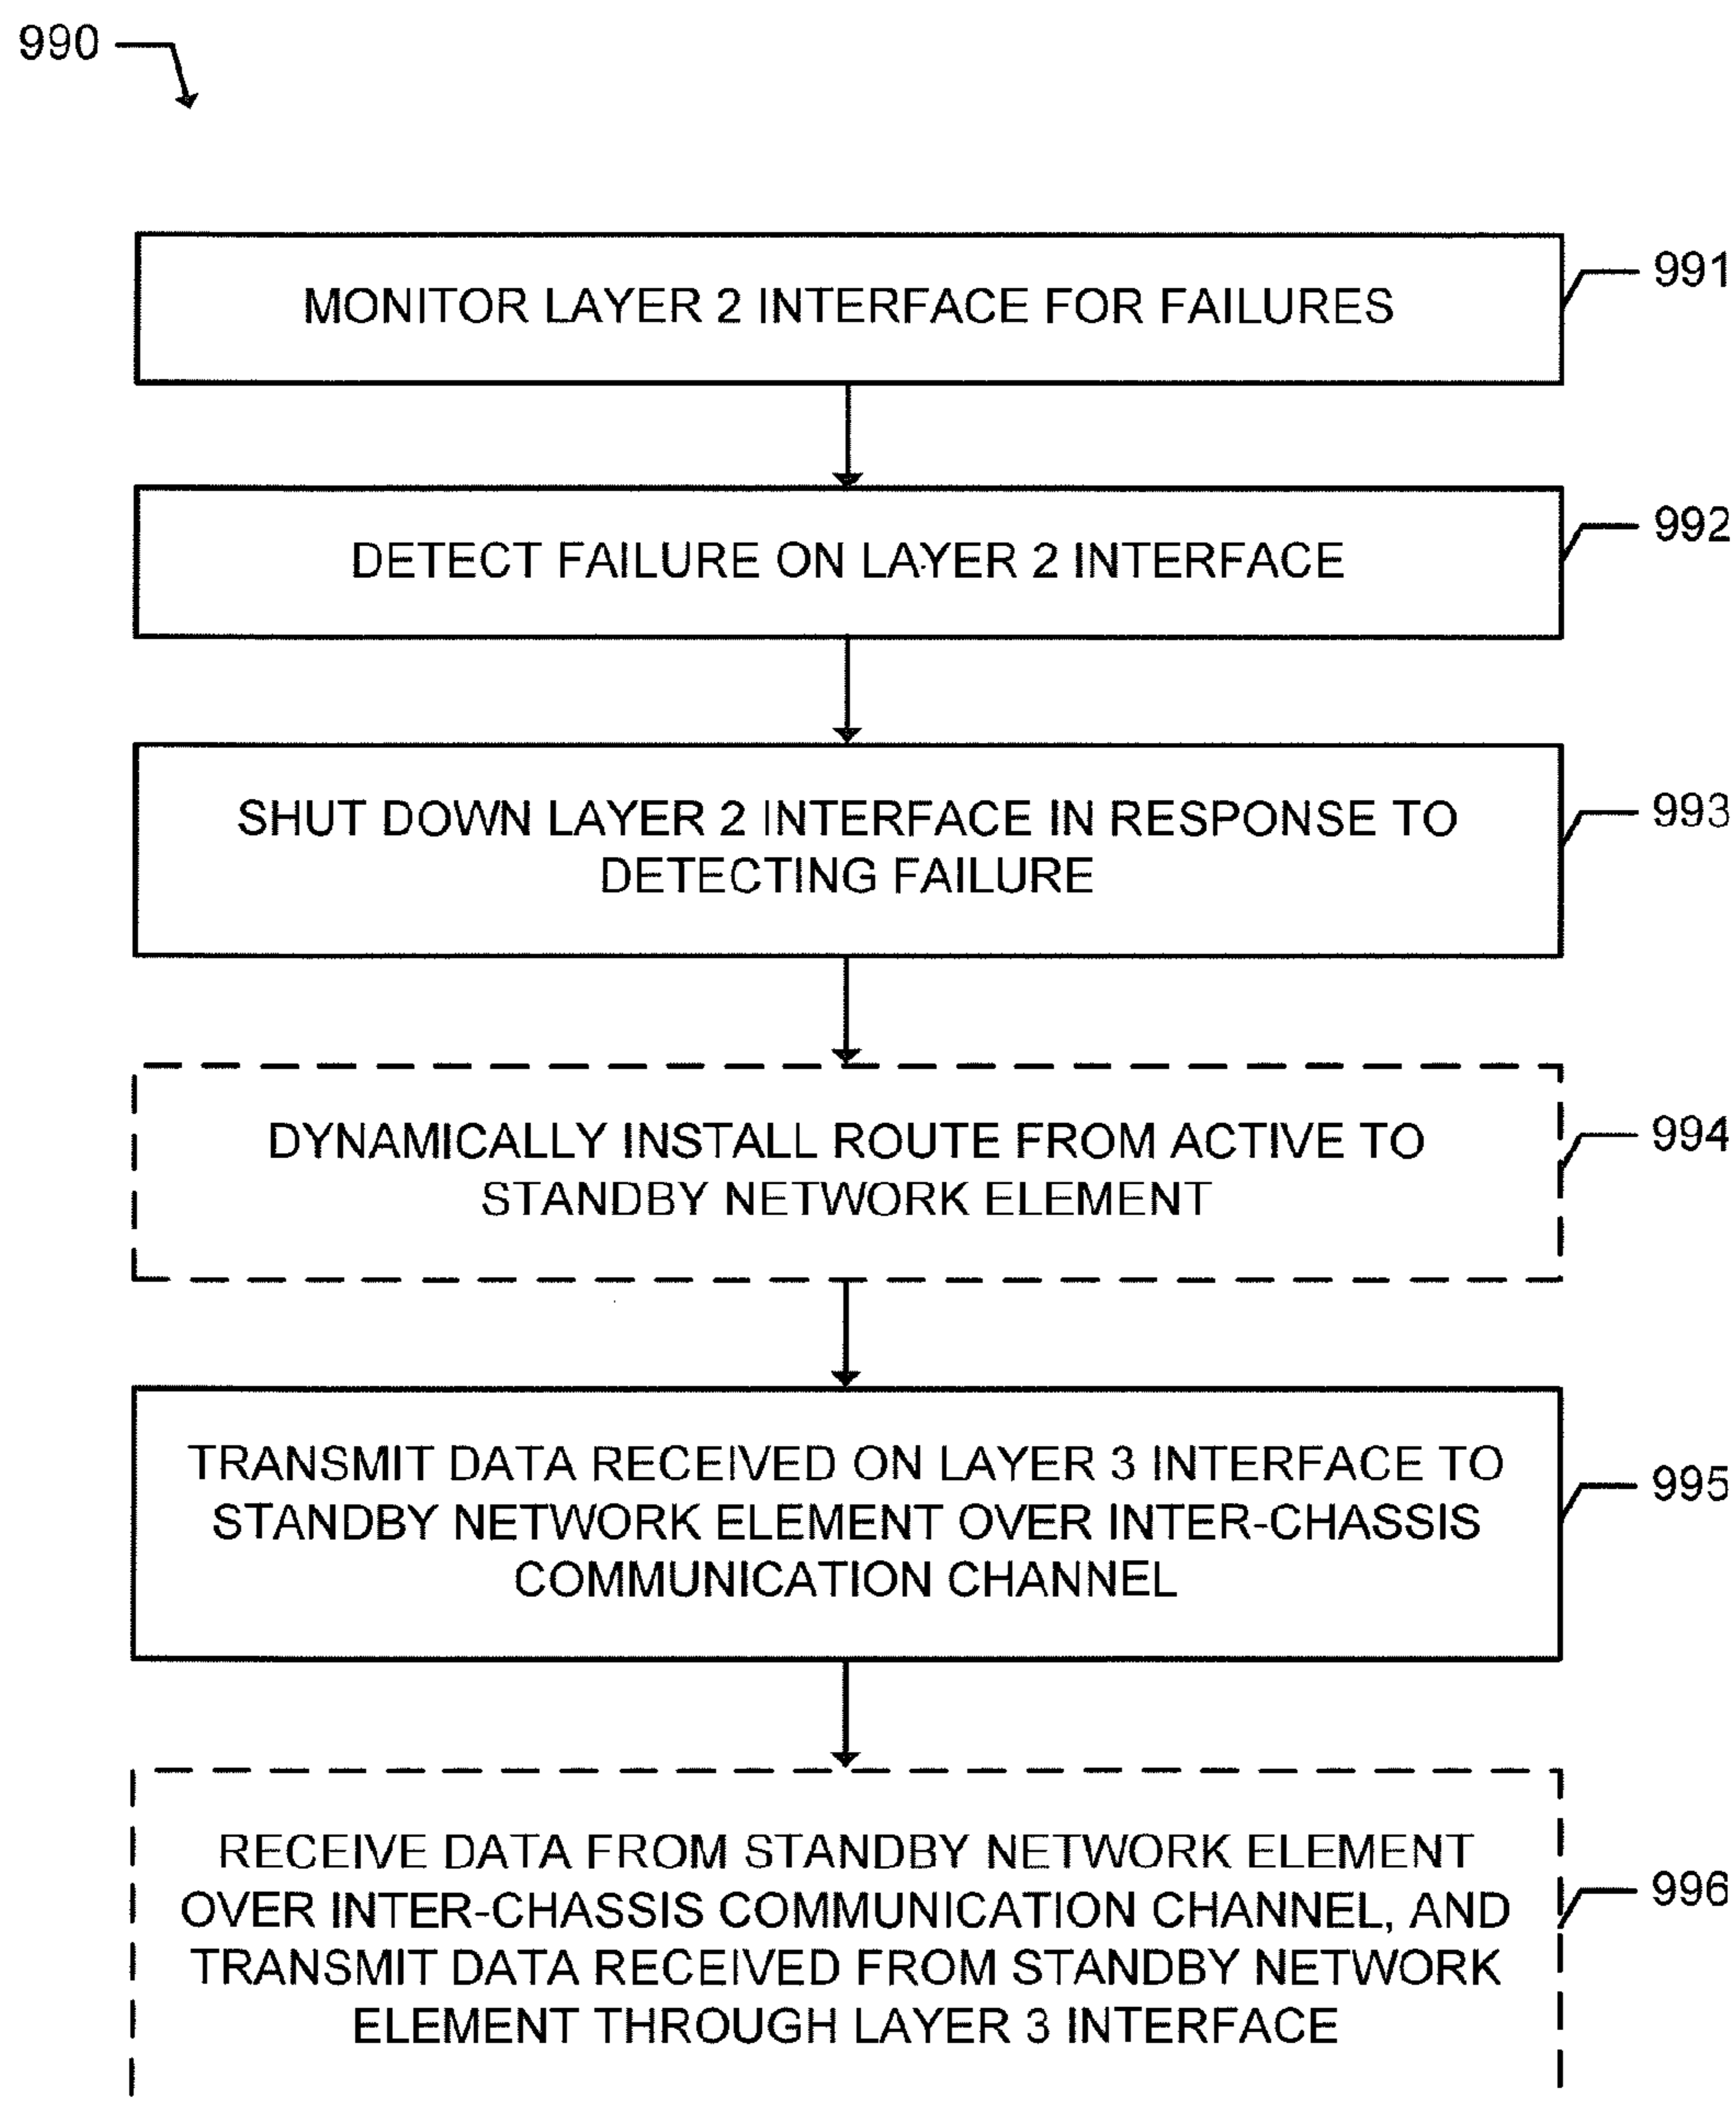 990
MONITOR LAYER 2 INTERFACE FOR FAILURES
991
DETECT FAILURE ON LAYER 2 INTERFACE
992
SHUT DOWN LAYER 2 INTERFACE IN RESPONSE TO
DETECTING FAILURE
993
DYNAMICALLY INSTALL ROUTE FROM ACTIVE TO
STANDBY NETWORK ELEMENT
994
TRANSMIT DATA RECEIVED ON LAYER 3 INTERFACE TO
STANDBY NETWORK ELEMENT OVER INTER-CHASSIS
COMMUNICATION CHANNEL
995
RECEIVE DATA FROM STANDBY NETWORK ELEMENT
OVER INTER-CHASSIS COMMUNICATION CHANNEL, AND
TRANSMIT DATA RECEIVED FROM STANDBY NETWORK
ELEMENT THROUGH LAYER 3 INTERFACE
996